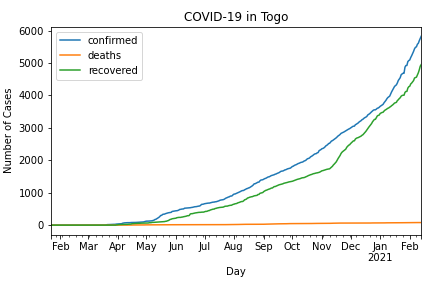 COVID-19 in Togo
confirmed
deaths
recovered
Number of Cases
6000
5000
4000
3000
2000
1000
0
Feb Mar Apr May Jun Jul Aug Sep Oct Nov Dec Jan Feb
2021
Day